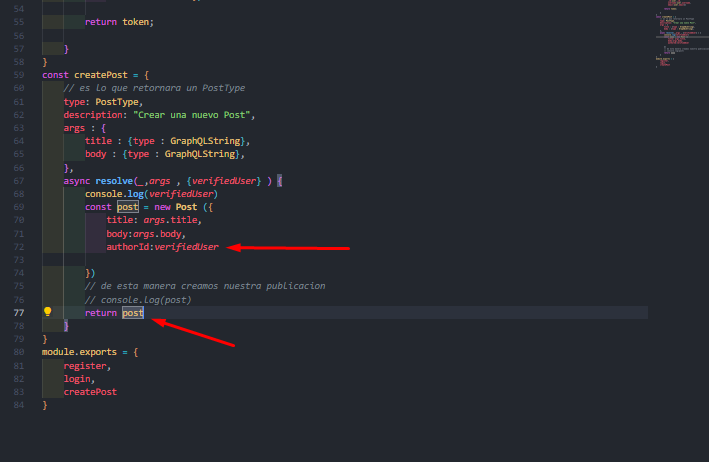 54
55 return token;
56
57 }
58 }
59 const createPost = {
60 // es lo que retornara un PostType
61 type: PostType,
62 description: "Crear una nuevo Post",
63 args : {
64 title : {type : GraphQLString},
65 body : {type : GraphQLString},
66 },
67 async resolve(_,args , {verifiedUser} ) {
68 console.log(verifiedUser)
69 const post = new Post ({
70 title: args.title,
71 body:args.body,
72 authorId:verifiedUser
73
74 })
75 // de esta manera creamos nuestra publicacion
76 // console.log(post)
77 return post
78 }
79 }
80 module.exports = {
81 register,
82 login,
83 createPost
84 }